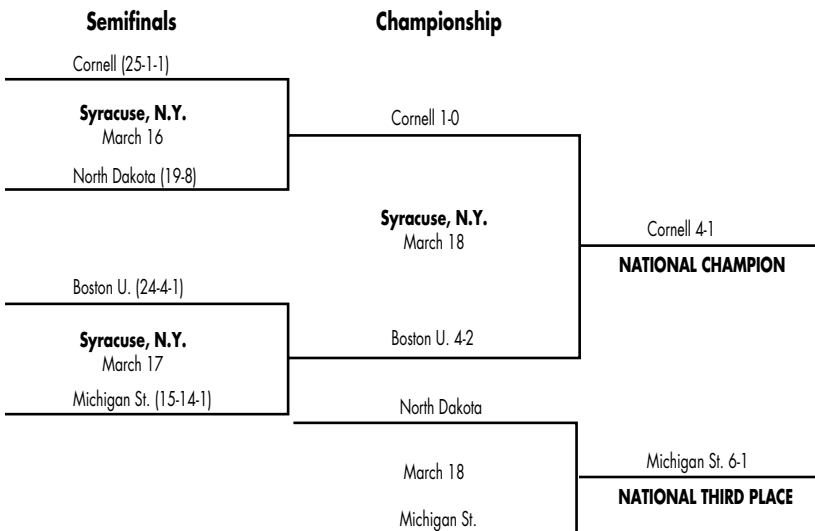 Semifinals
Championship
Cornell (25-1-1)
Syracuse, N.Y.
March 16
North Dakota (19-8)
Cornell 1-0
Syracuse, N.Y.
March 18
Cornell 4-1
NATIONAL CHAMPION
Boston U. (24-4-1)
Syracuse, N.Y.
March 17
Michigan St. (15-14-1)
Boston U. 4-2
North Dakota
March 18
Michigan St.
Michigan St. 6-1
NATIONAL THIRD PLACE